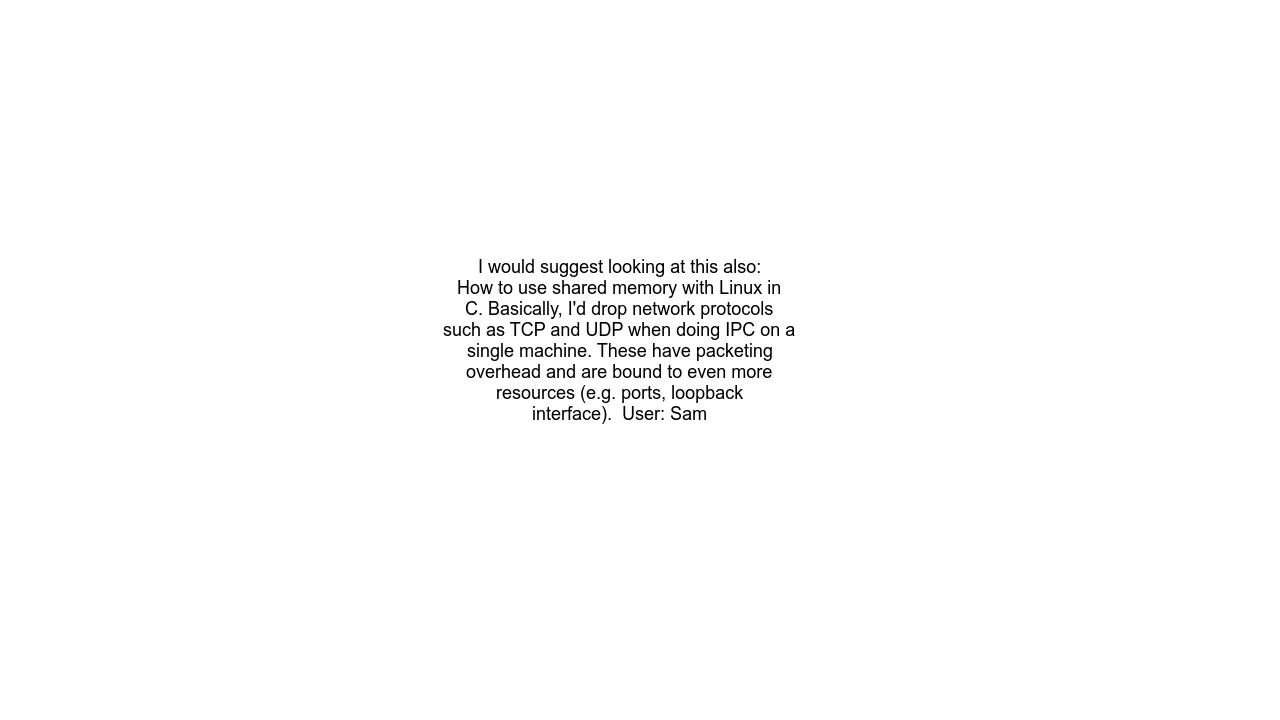 I would suggest looking at this also:
How to use shared memory with Linux in
C. Basically, I'd drop network protocols
such as TCP and UDP when doing IPC on a
single machine. These have packeting
overhead and are bound to even more
resources (e.g. ports, loopback
interface).  User: Sam